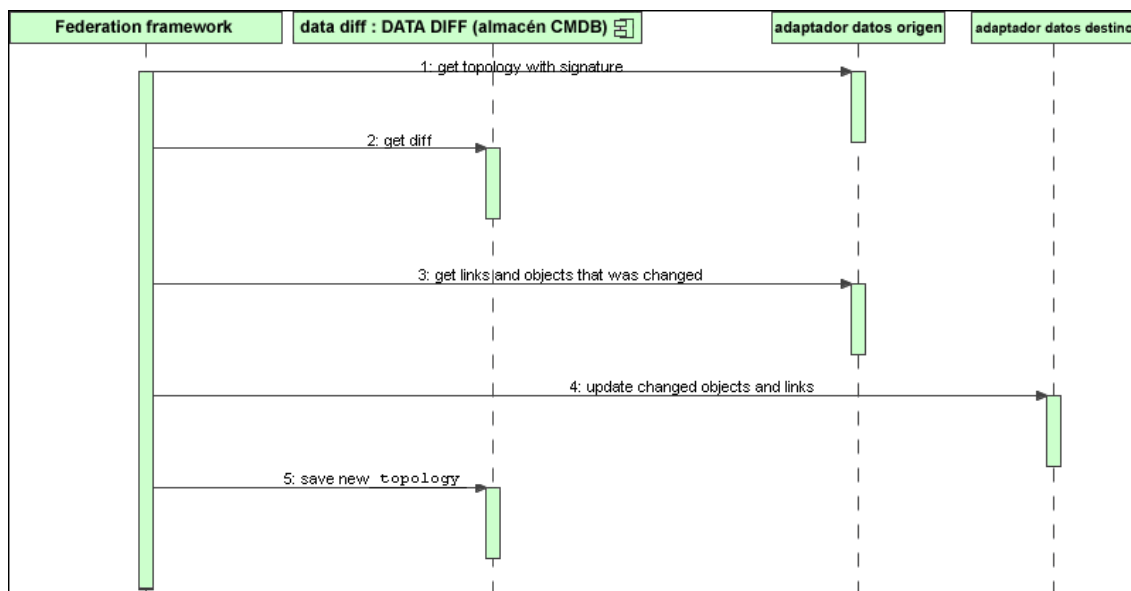 Federation framework
data diff : DATA DIFF (almacén CMDB)
adaptador datos origen
adaptador datos destino
1: get topology with signature
2: get diff
3: get links and objects that was changed
4: update changed objects and links
5: save new topology